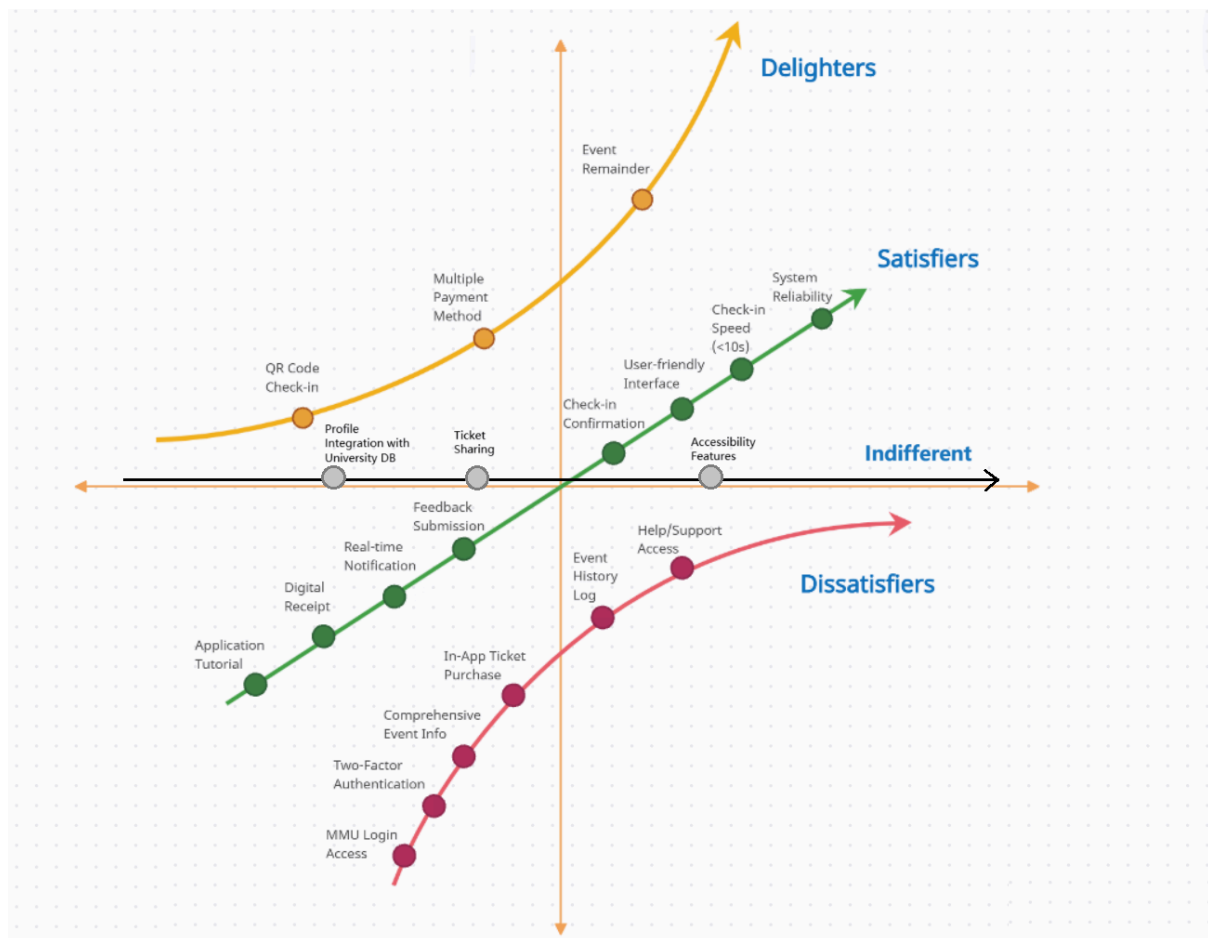 Delighters
Event
Remainder
Satisfiers
System
Reliability
Multiple
Payment
Method
Check-in
Speed
(<10s)
User-friendly
Interface
QR Code
Check-in
Check-in
Confirmation
Profile
Integration with
University DB
Ticket
Sharing
Accessibility
Features
Indifferent
Feedback
Submission
Help/Support
Access
Real-time
Notification
Event
History
Log
Dissatisfiers
Digital
Receipt
Application
Tutorial
In-App Ticket
Purchase
Comprehensive
Event Info
Two-Factor
Authentication
MMU Login
Access